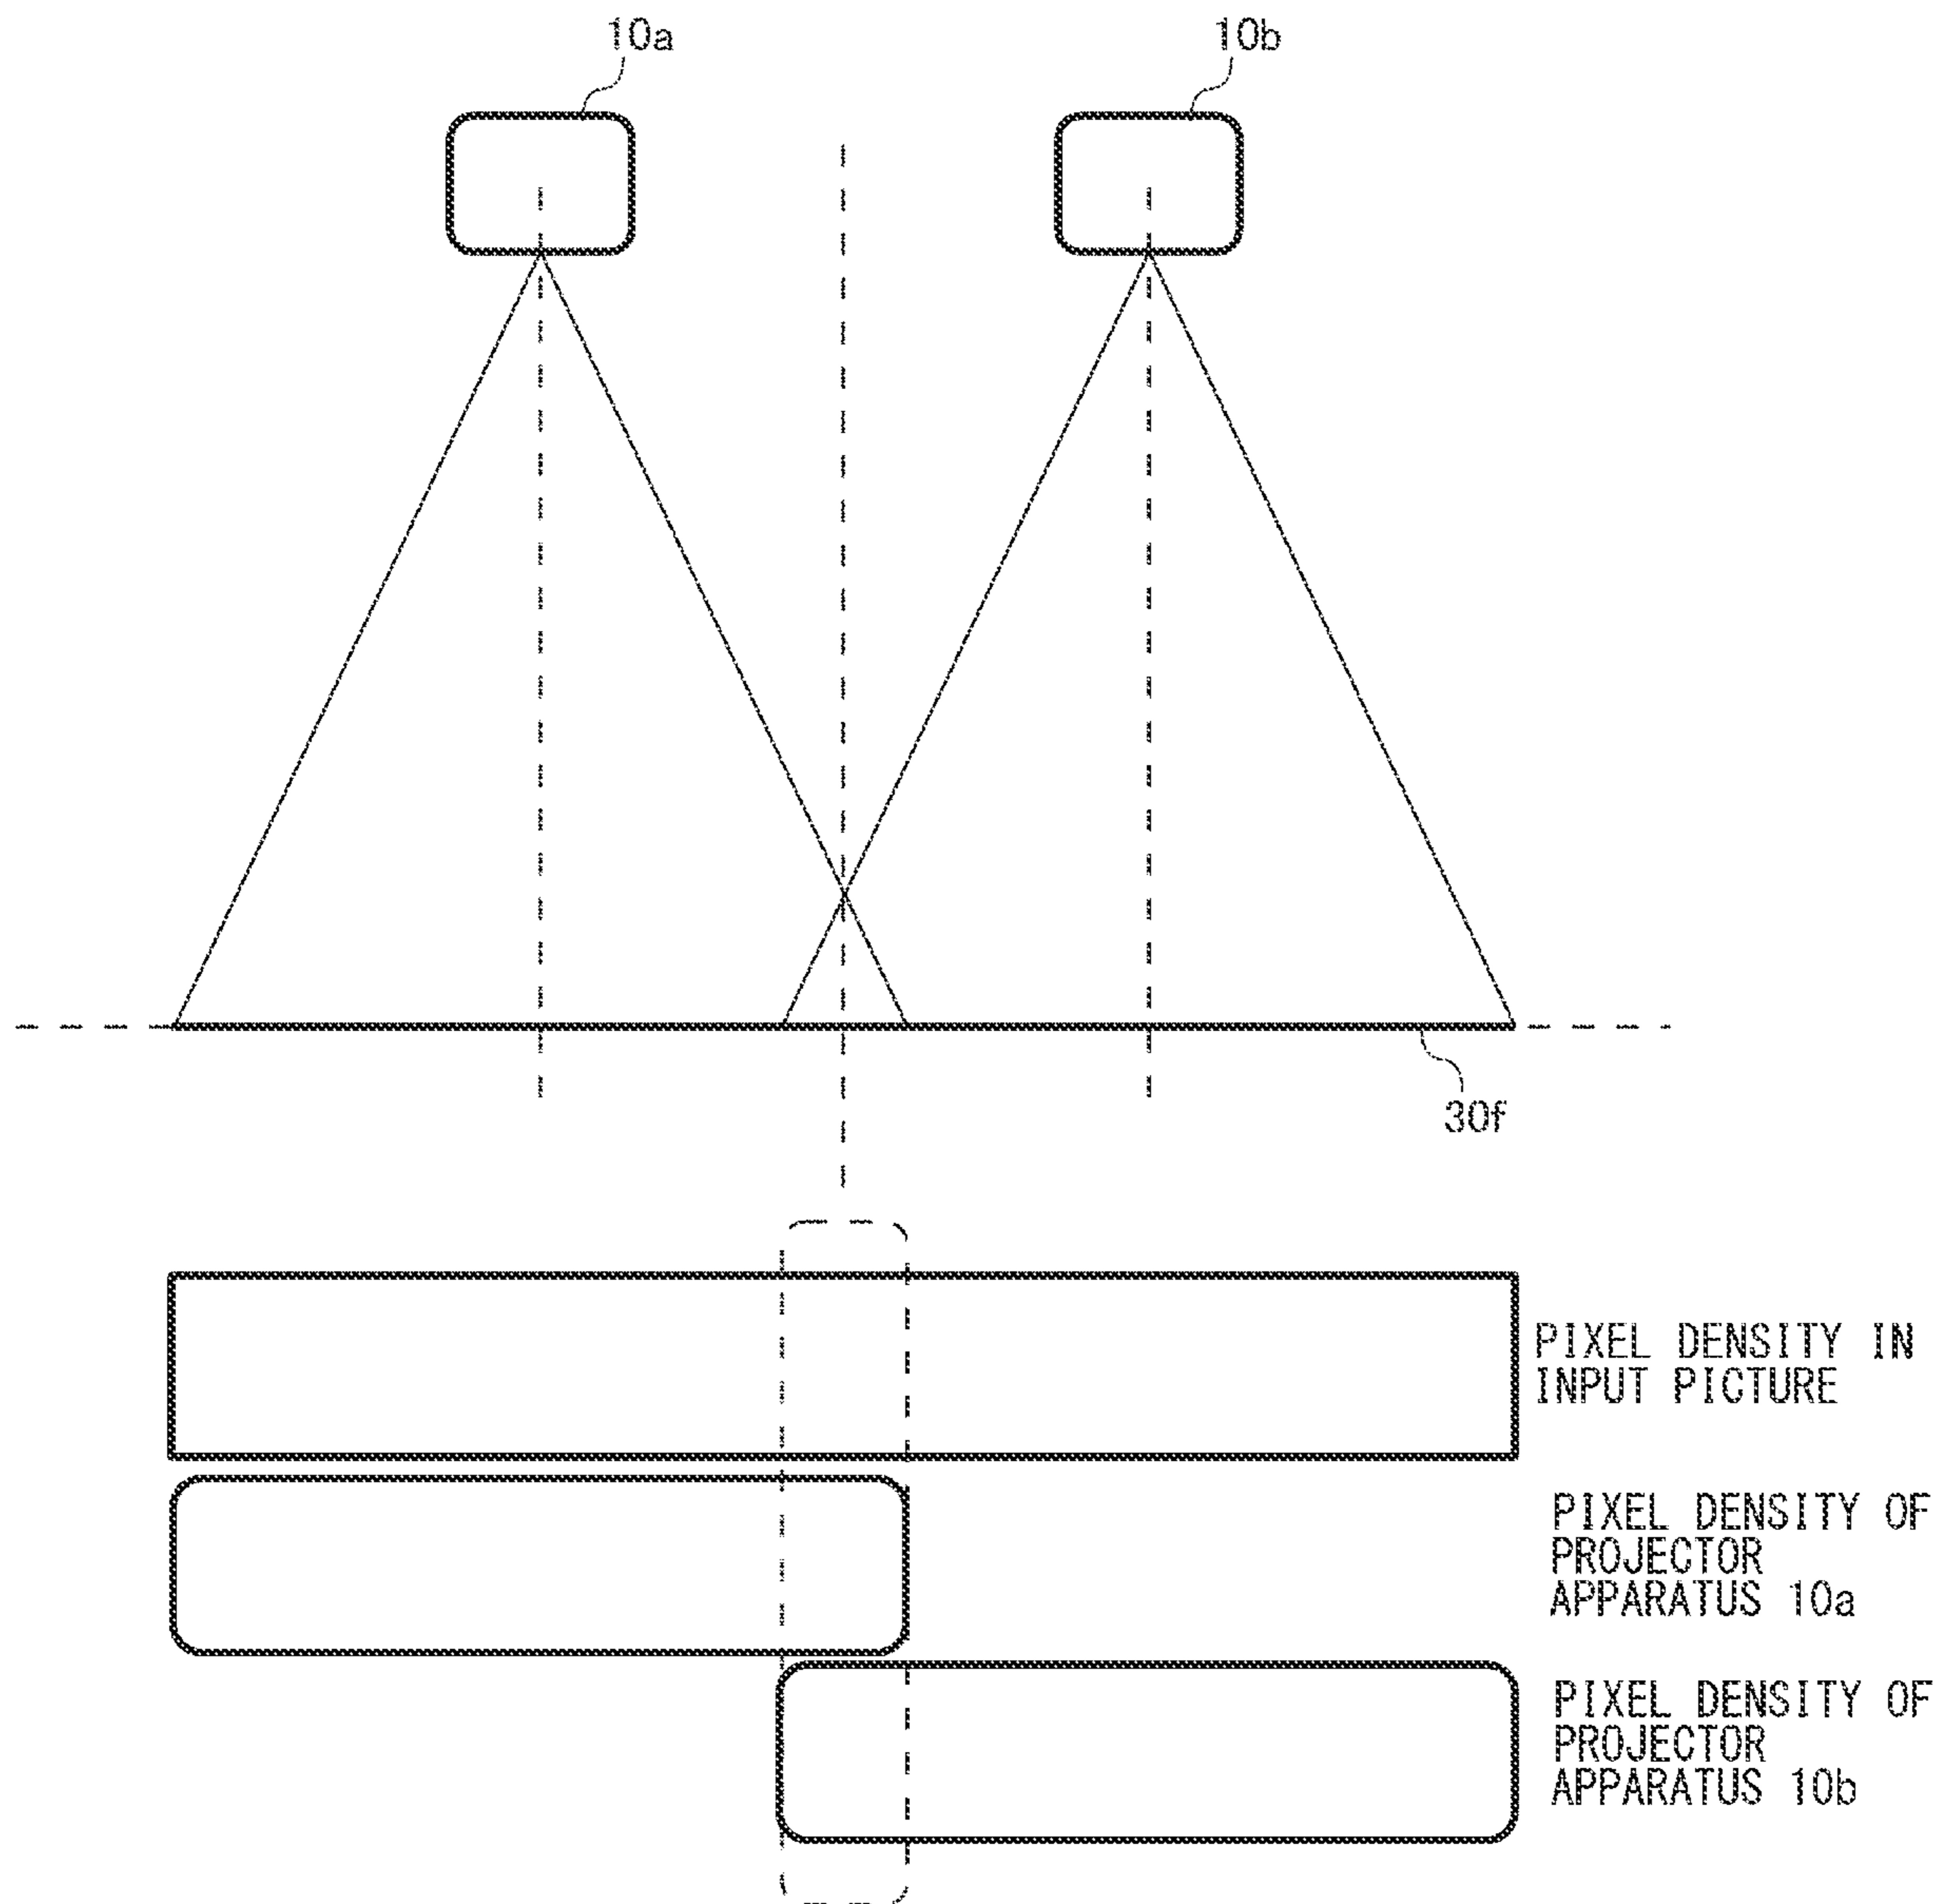 10a
10b
30f
PIXEL DENSITY IN
INPUT PICTURE
PIXEL DENSITY OF
PROJECTOR
APPARATUS 10a
PIXEL DENSITY OF
PROJECTOR
APPARATUS 10b